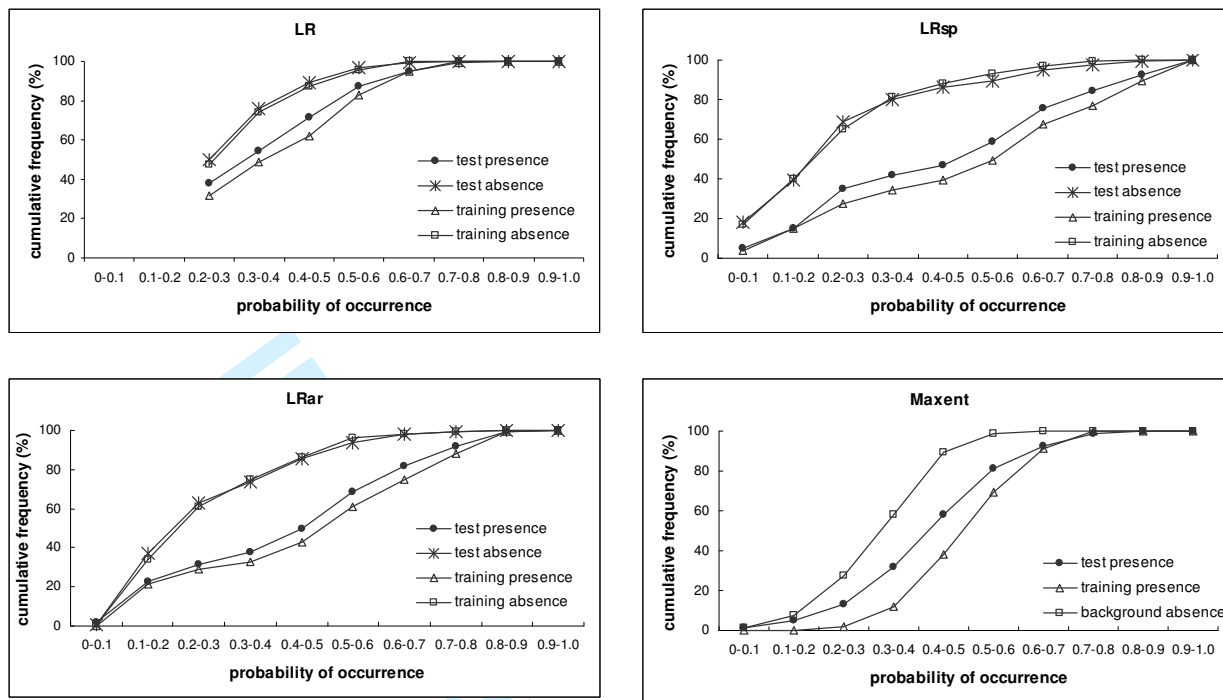 LR
cumulative frequency (%)
100
80
60
40
20
0
test presence
test absence
training presence
training absence
0-0.1 0.1-0.2 0.2-0.3 0.3-0.4 0.4-0.5 0.5-0.6 0.6-0.7 0.7-0.8 0.8-0.9 0.9-1.0
probability of occurrence
LRsp
cumulative frequency (%)
100
80
60
40
20
0
test presence
test absence
training presence
training absence
0-0.1 0.1-0.2 0.2-0.3 0.3-0.4 0.4-0.5 0.5-0.6 0.6-0.7 0.7-0.8 0.8-0.9 0.9-1.0
probability of occurrence
LRar
cumulative frequency (%)
100
80
60
40
20
0
test presence
test absence
training presence
training absence
0-0.1 0.1-0.2 0.2-0.3 0.3-0.4 0.4-0.5 0.5-0.6 0.6-0.7 0.7-0.8 0.8-0.9 0.9-1.0
probability of occurrence
Maxent
cumulative frequency (%)
100
80
60
40
20
0
test presence
training presence
background absence
0-0.1 0.1-0.2 0.2-0.3 0.3-0.4 0.4-0.5 0.5-0.6 0.6-0.7 0.7-0.8 0.8-0.9 0.9-1.0
probability of occurrence